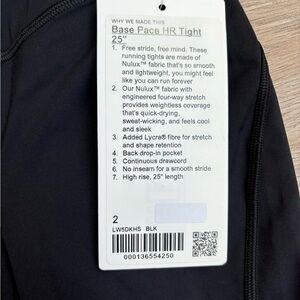 WHY WE MADE THIS
Base Pace HR Tight
25"
1. Free stride, free mind. These
running tights are made of
Nulux™ fabric that's so smooth
and lightweight, you might feel
like you can run forever
2. Our Nulux™ fabric with
engineered four-way stretch
provides weightless coverage
that's quick-drying,
sweat-wicking, and feels cool
and sleek
3. Added Lycra® fibre for stretch
and shape retention
4. Back drop-in pocket
5. Continuous drawcord
6. No inseam for a smooth stride
7. High rise, 25" length
2
LW5DKHS BLK
000136554250